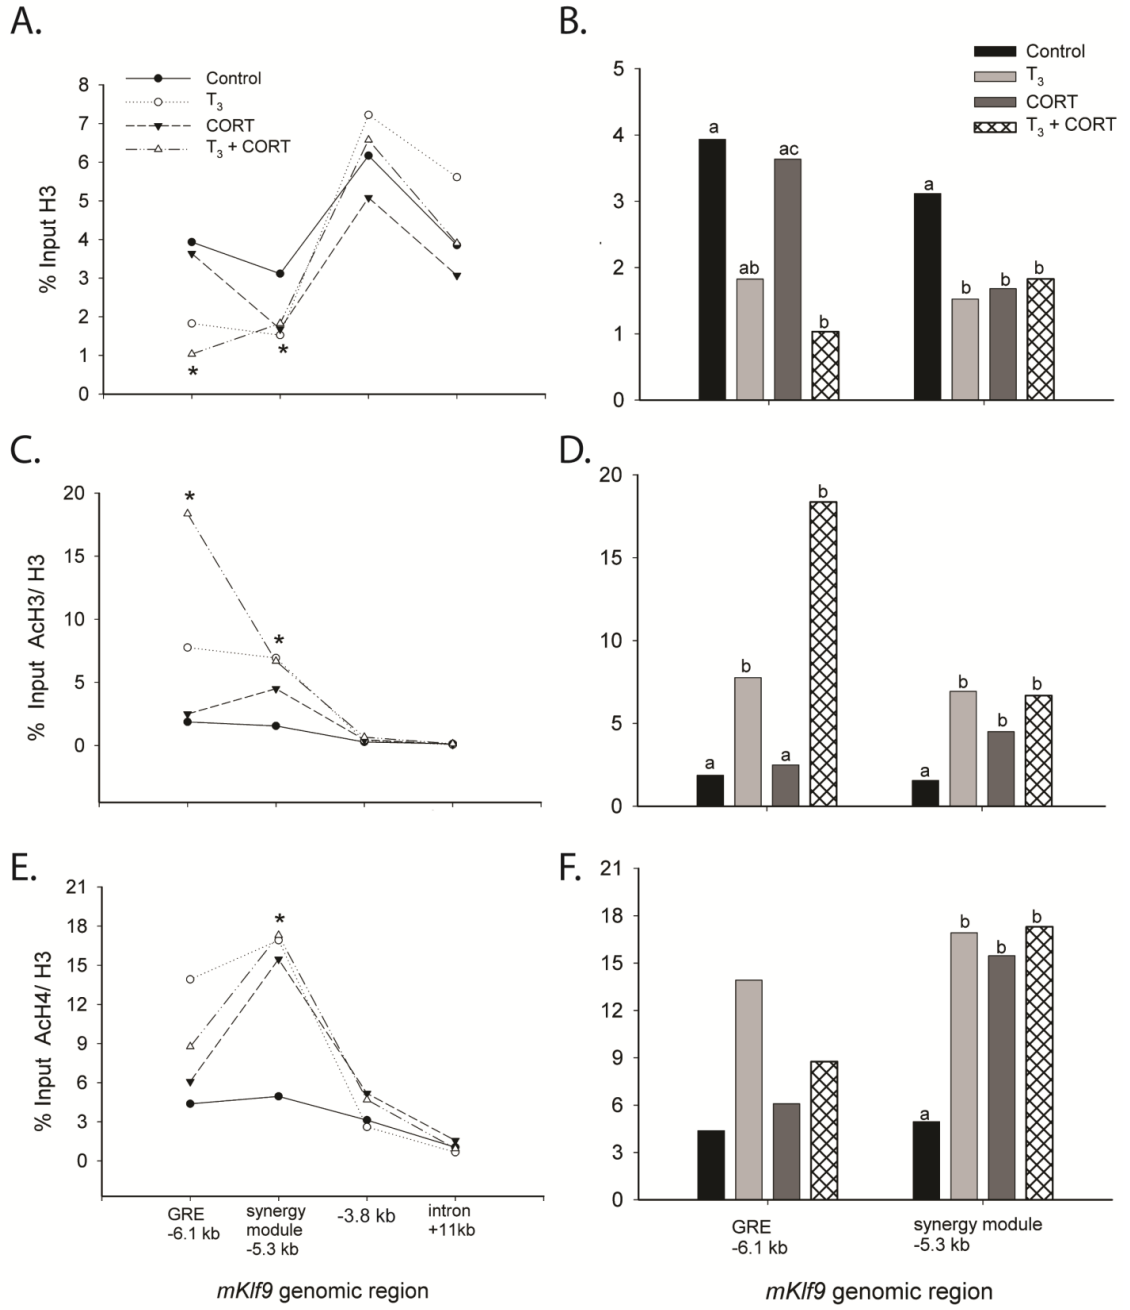 A.
Control
T3
CORT
T3 + CORT
8
7
6
5
4
3
2
1
0
% Input H3
*
*
B.
Control
T3
CORT
T3 + CORT
5
4
3
2
1
0
a
ab
ac
b
a
b
b
b
C.
20
15
10
5
0
% Input AcH3/ H3
*
*
D.
20
15
10
5
0
a
b
a
b
a
b
b
b
E.
21
18
15
12
9
6
3
0
% Input AcH4/ H3
*
GRE
-6.1 kb
synergy
module
-5.3 kb
-3.8 kb
intron
+11kb
mKlf9 genomic region
F.
21
18
15
12
9
6
3
0
a
b
b
b
GRE
-6.1 kb
synergy module
-5.3 kb
mKlf9 genomic region